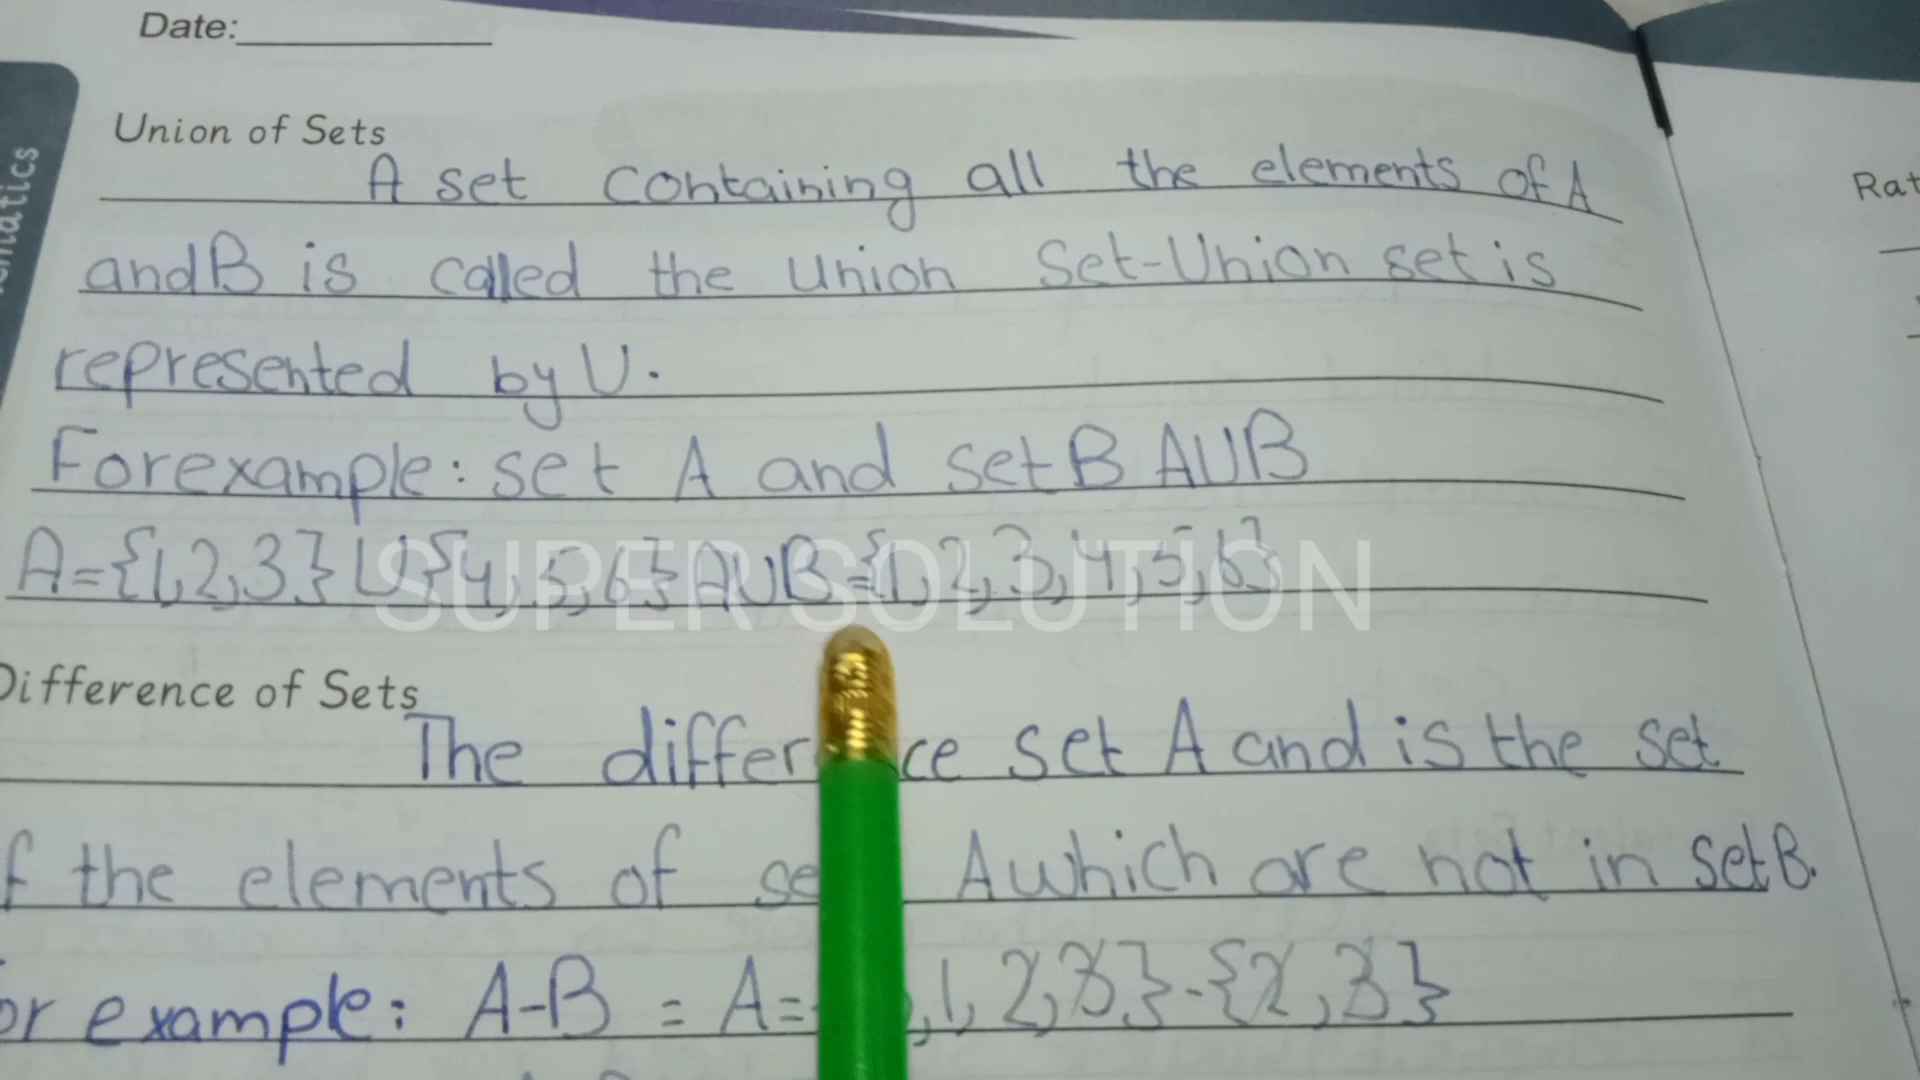 Date:
Union of Sets
A set containing all the elements of A
and B is called the union Set-Union set is
represented by U.
For example: set A and set B AUB
A={1,2,3} U {4,5,6} AUB={1,2,3,4,5,6}
SUPER SOLUTION
Difference of Sets
The differ ce set A and is the set
f the elements of se A which are not in set B.
or example: A-B = A= ,1,2,3}-{2,3}
Rat